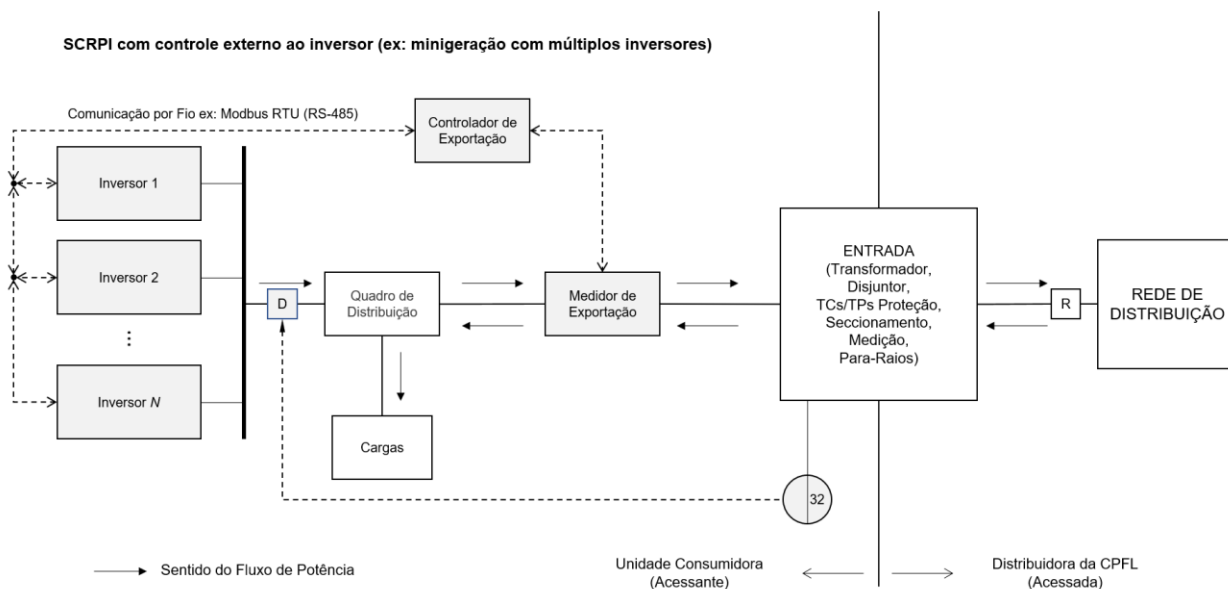 SCRPI com controle externo ao inversor (ex: minigeração com múltiplos inversores)
Comunicação por Fio ex: Modbus RTU (RS-485)
Controlador de
Exportação
Inversor 1
Inversor 2
...
Inversor N
D
Quadro de
Distribuição
Medidor de
Exportação
ENTRADA
(Transformador,
Disjuntor,
TCs/TPs Proteção,
Seccionamento,
Medição,
Para-Raios)
R
REDE DE
DISTRIBUIÇÃO
Cargas
32
Sentido do Fluxo de Potência
Unidade Consumidora
(Acessante)
Distribuidora da CPFL
(Acessada)